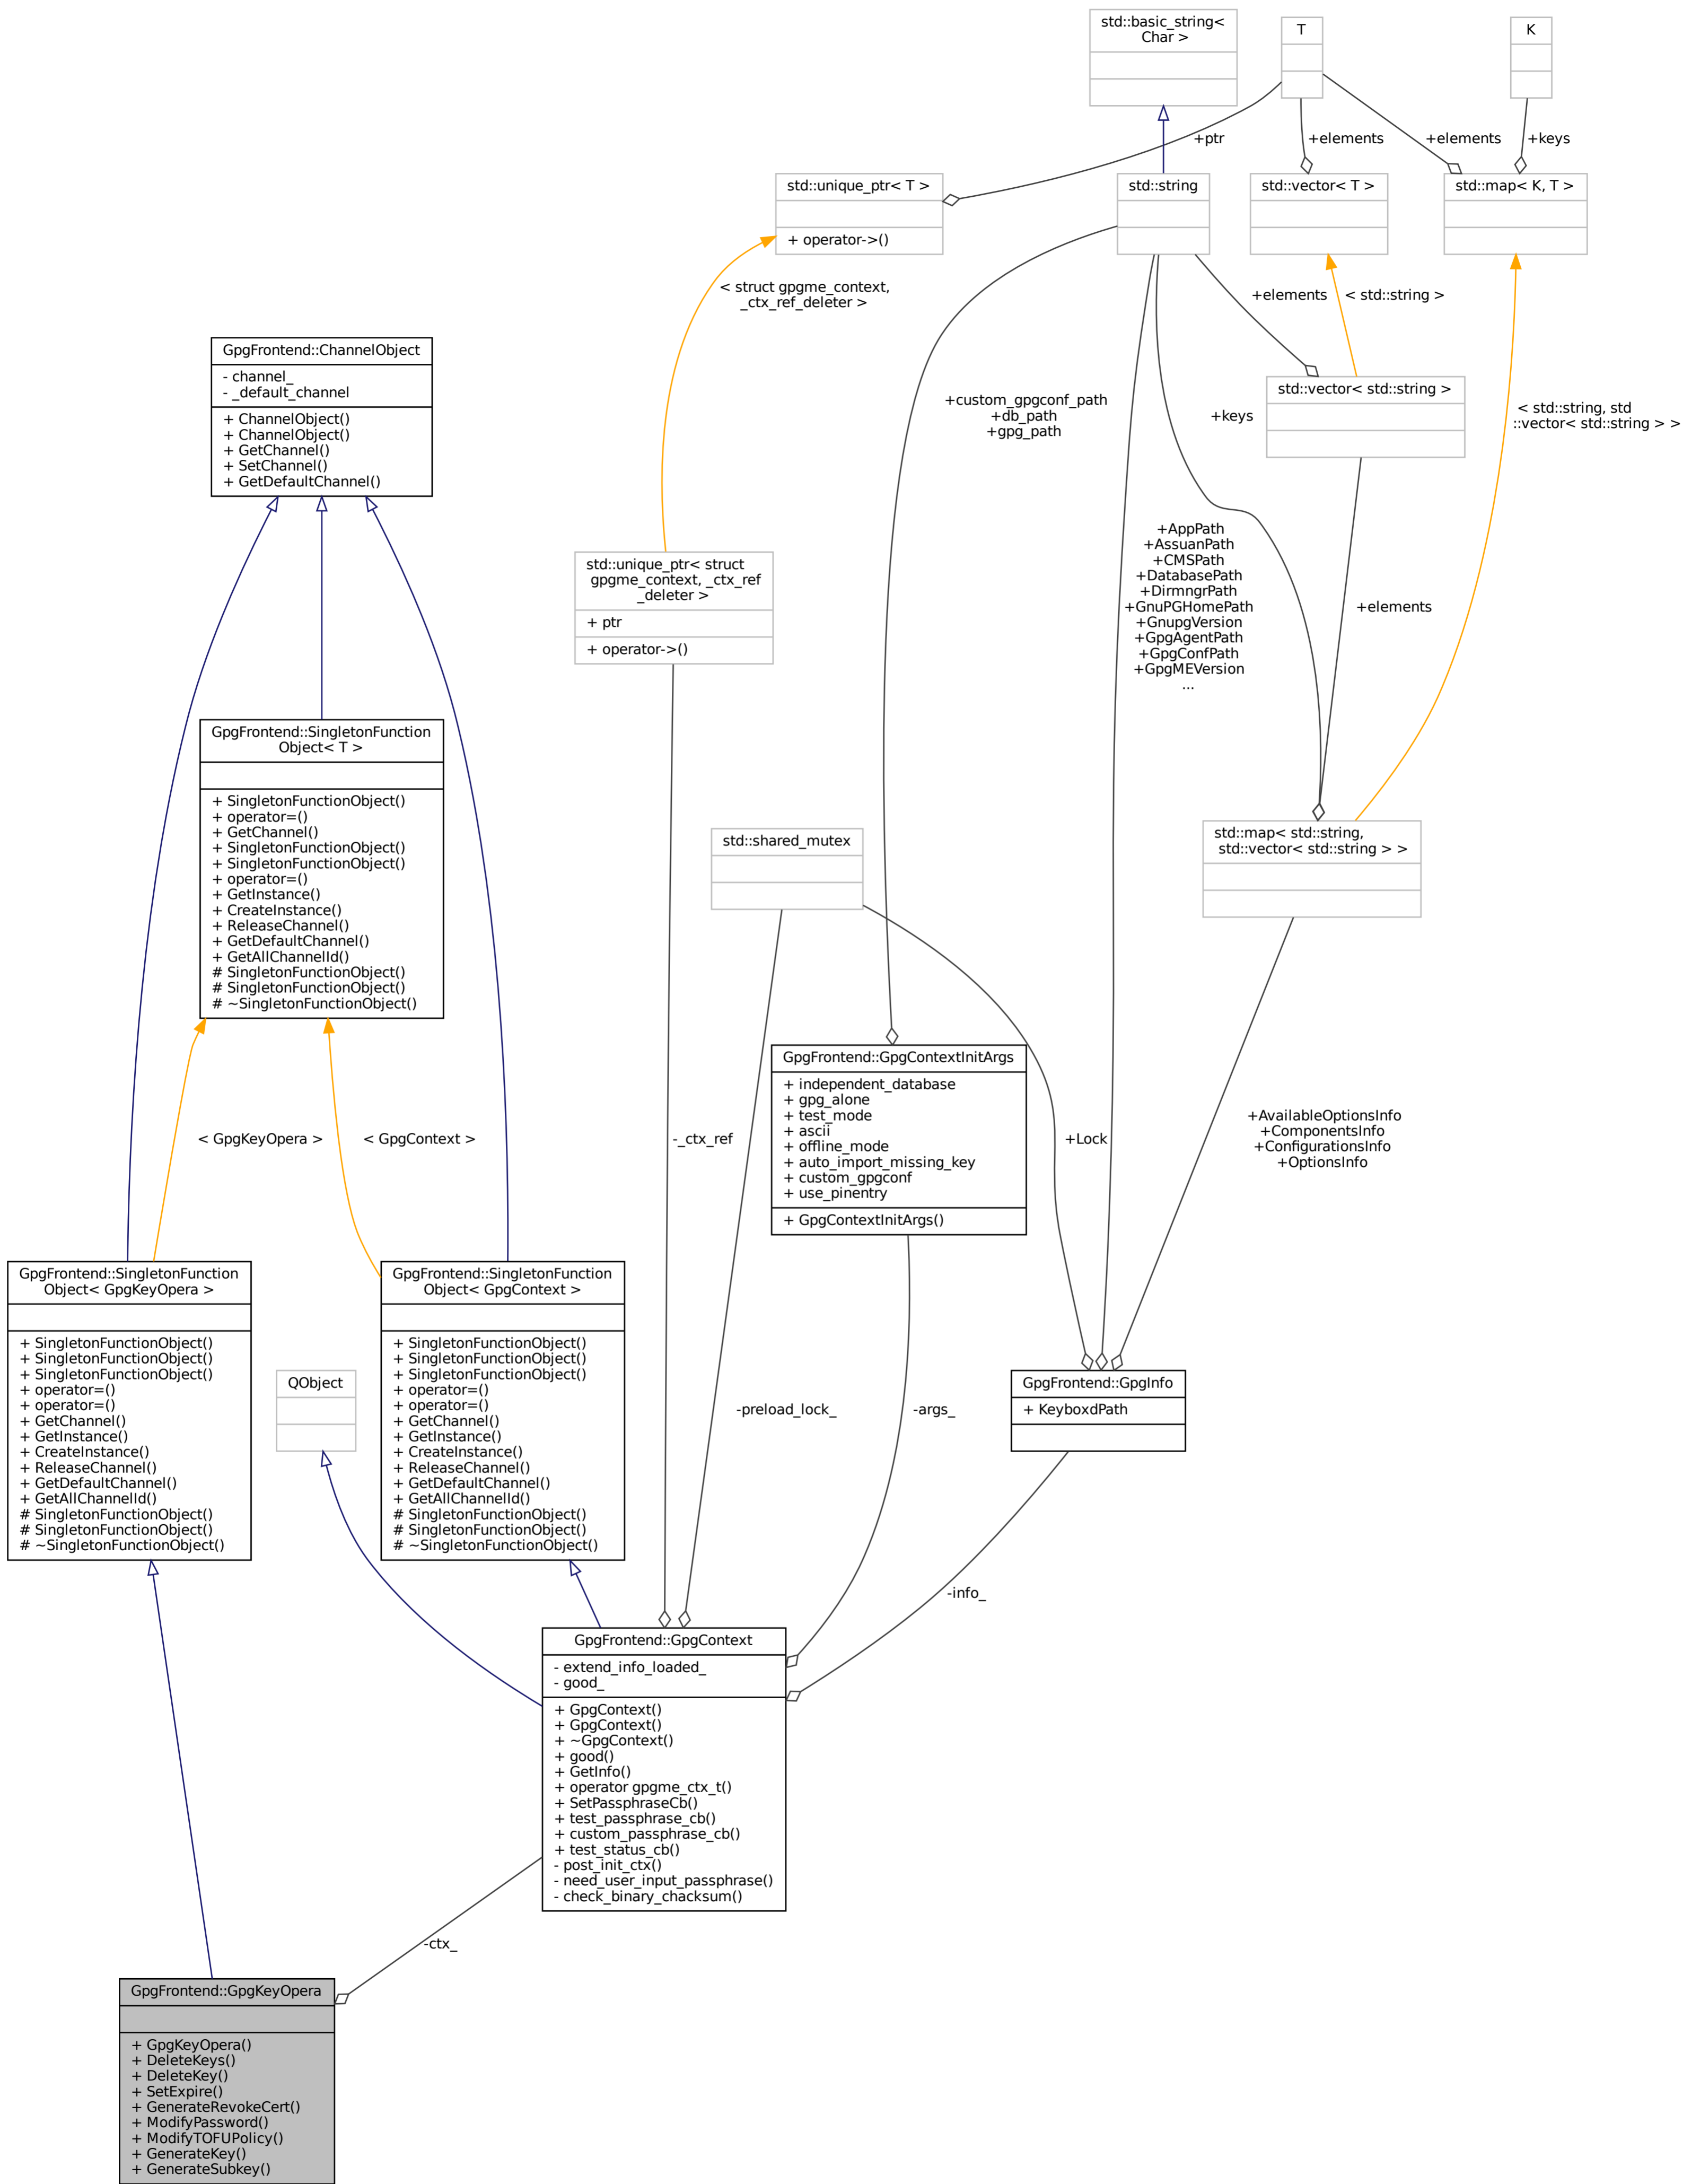 std::basic_string<
Char >
T
K
+ptr
+elements
+elements
+keys
std::unique_ptr< T >
+ operator->()
std::string
std::vector< T >
std::map< K, T >
< struct gpgme_context,
_ctx_ref_deleter >
+elements
< std::string >
GpgFrontend::ChannelObject
- channel_
- _default_channel
+ ChannelObject()
+ ChannelObject()
+ GetChannel()
+ SetChannel()
+ GetDefaultChannel()
+custom_gpgconf_path
+db_path
+gpg_path
+keys
std::vector< std::string >
< std::string, std
::vector< std::string > >
std::unique_ptr< struct
gpgme_context, _ctx_ref
_deleter >
+ ptr
+ operator->()
+AppPath
+AssuanPath
+CMSPath
+DatabasePath
+DirmngrPath
+GnuPGHomePath
+GnupgVersion
+GpgAgentPath
+GpgConfPath
+GpgMEVersion
...
+elements
GpgFrontend::SingletonFunction
Object< T >
+ SingletonFunctionObject()
+ operator=()
+ GetChannel()
+ SingletonFunctionObject()
+ SingletonFunctionObject()
+ operator=()
+ GetInstance()
+ CreateInstance()
+ ReleaseChannel()
+ GetDefaultChannel()
+ GetAllChannelId()
# SingletonFunctionObject()
# SingletonFunctionObject()
# ~SingletonFunctionObject()
std::shared_mutex
std::map< std::string,
std::vector< std::string > >
< GpgKeyOpera >
< GpgContext >
-_ctx_ref
GpgFrontend::GpgContextInitArgs
+ independent_database
+ gpg_alone
+ test_mode
+ ascii
+ offline_mode
+ auto_import_missing_key
+ custom_gpgconf
+ use_pinentry
+ GpgContextInitArgs()
+Lock
+AvailableOptionsInfo
+ComponentsInfo
+ConfigurationsInfo
+OptionsInfo
GpgFrontend::SingletonFunction
Object< GpgKeyOpera >
+ SingletonFunctionObject()
+ SingletonFunctionObject()
+ SingletonFunctionObject()
+ operator=()
+ operator=()
+ GetChannel()
+ GetInstance()
+ CreateInstance()
+ ReleaseChannel()
+ GetDefaultChannel()
+ GetAllChannelId()
# SingletonFunctionObject()
# SingletonFunctionObject()
# ~SingletonFunctionObject()
QObject
GpgFrontend::SingletonFunction
Object< GpgContext >
+ SingletonFunctionObject()
+ SingletonFunctionObject()
+ SingletonFunctionObject()
+ operator=()
+ operator=()
+ GetChannel()
+ GetInstance()
+ CreateInstance()
+ ReleaseChannel()
+ GetDefaultChannel()
+ GetAllChannelId()
# SingletonFunctionObject()
# SingletonFunctionObject()
# ~SingletonFunctionObject()
-preload_lock_
-args_
GpgFrontend::GpgInfo
+ KeyboxdPath
-info_
GpgFrontend::GpgContext
- extend_info_loaded_
- good_
+ GpgContext()
+ GpgContext()
+ ~GpgContext()
+ good()
+ GetInfo()
+ operator gpgme_ctx_t()
+ SetPassphraseCb()
+ test_passphrase_cb()
+ custom_passphrase_cb()
+ test_status_cb()
- post_init_ctx()
- need_user_input_passphrase()
- check_binary_chacksum()
-ctx_
GpgFrontend::GpgKeyOpera
+ GpgKeyOpera()
+ DeleteKeys()
+ DeleteKey()
+ SetExpire()
+ GenerateRevokeCert()
+ ModifyPassword()
+ ModifyTOFUPolicy()
+ GenerateKey()
+ GenerateSubkey()